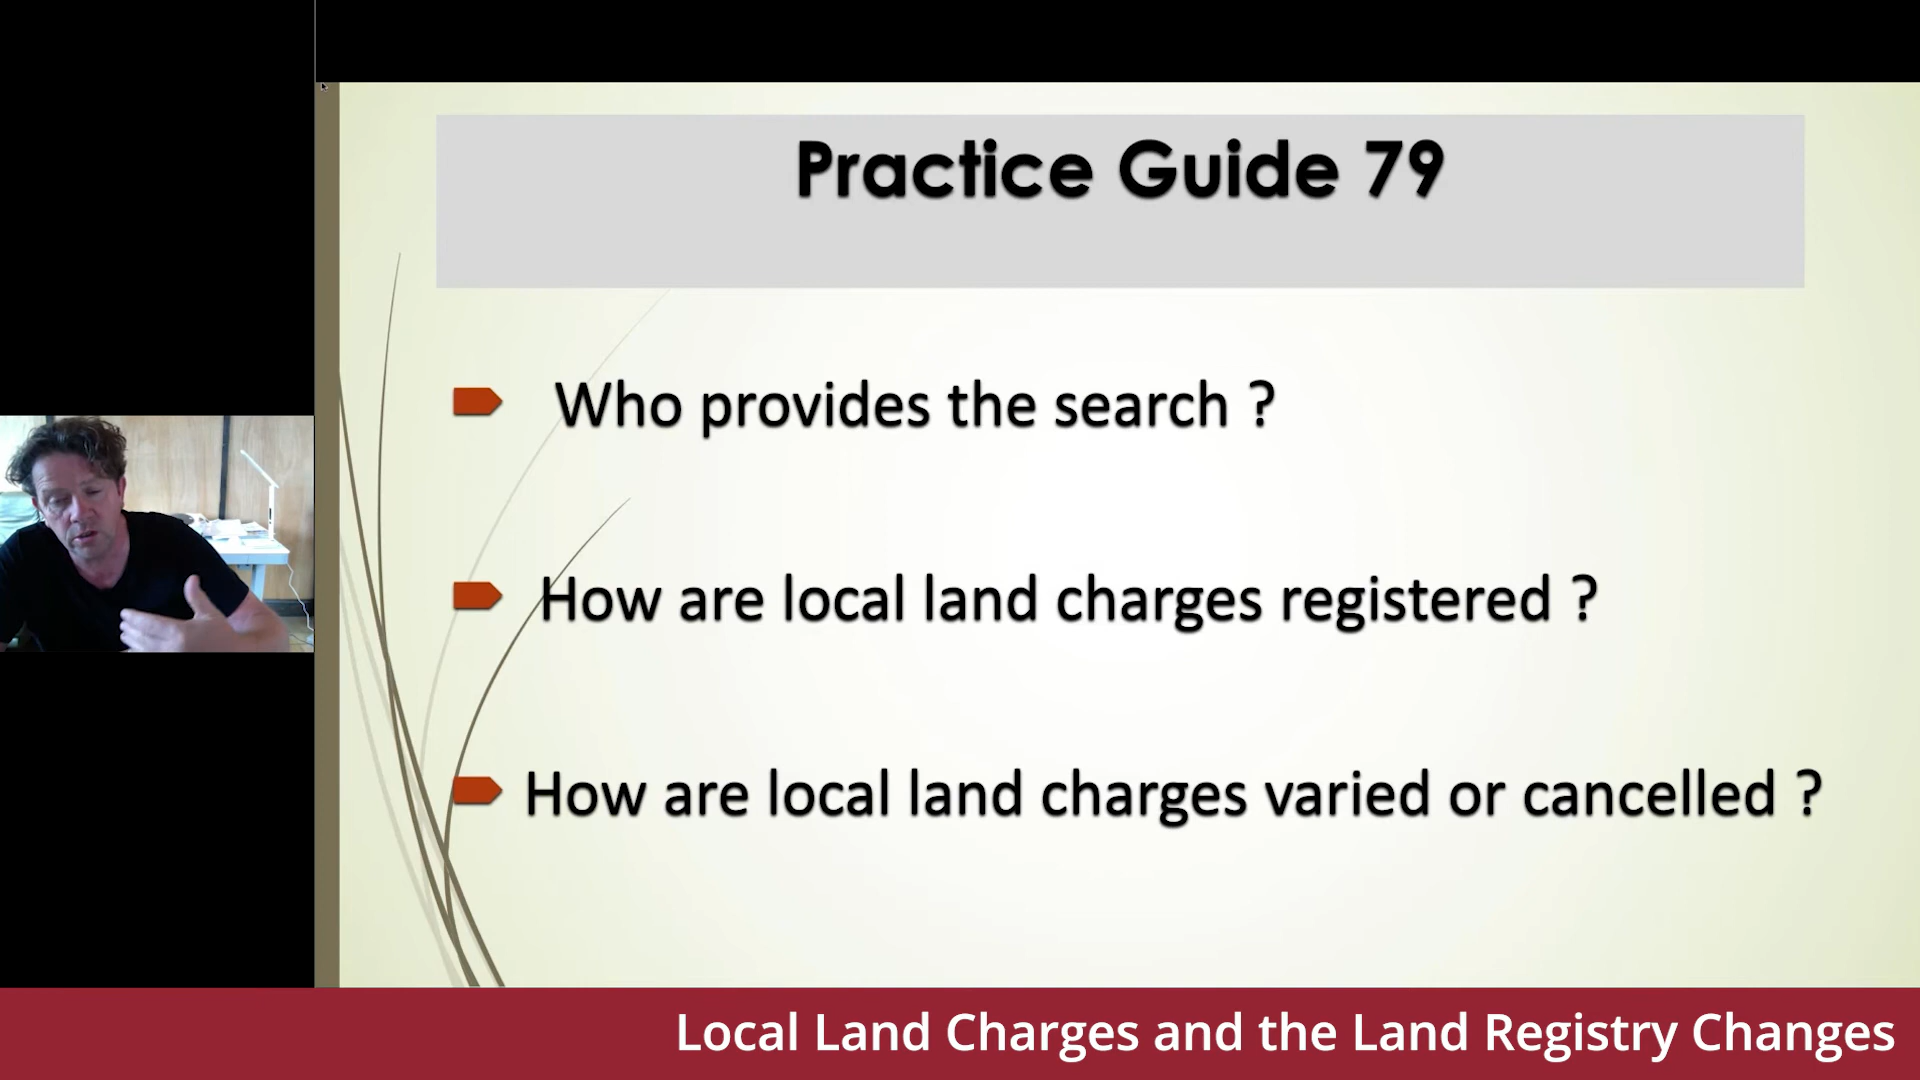 Practice Guide 79
Who provides the search ?
How are local land charges registered ?
How are local land charges varied or cancelled ?
Local Land Charges and the Land Registry Changes